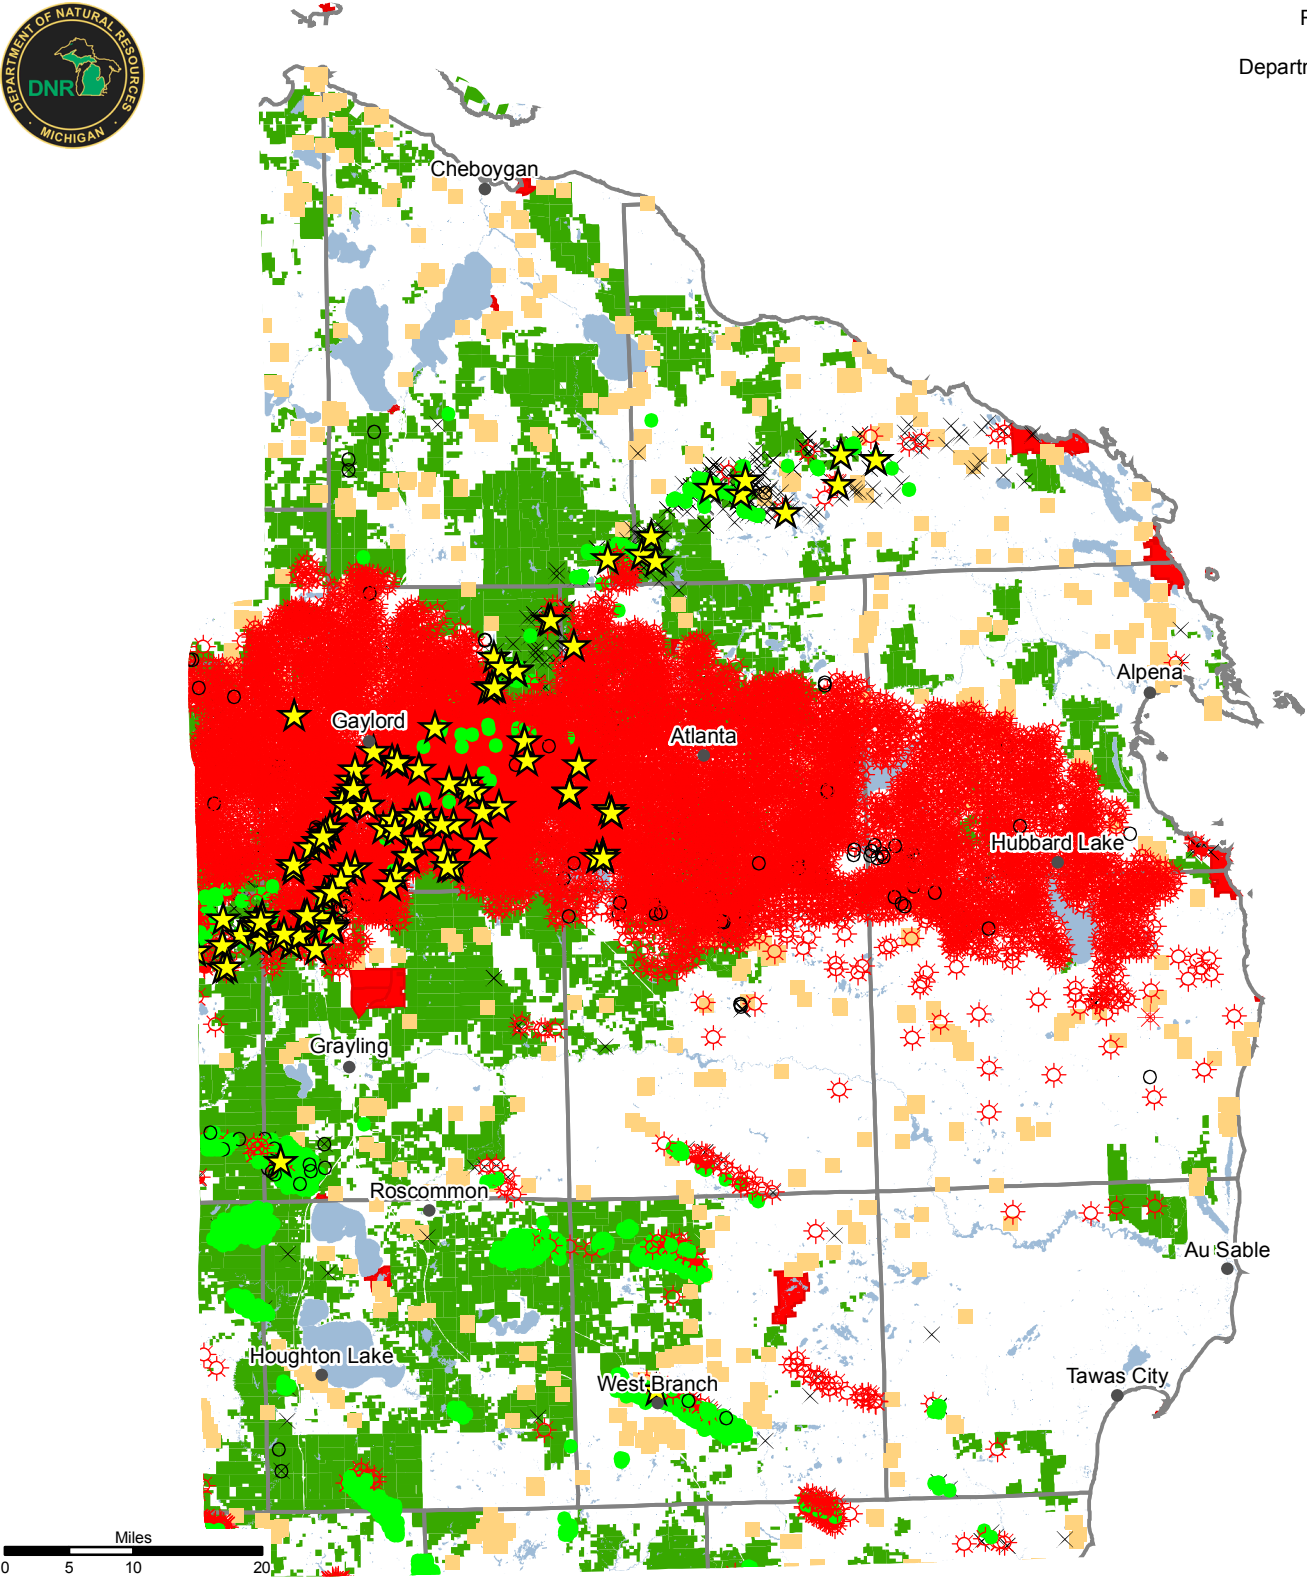 DEPARTMENT OF NATURAL RESOURCES
DNR
MICHIGAN
Departr
Cheboygan
Alpena
Gaylord
Atlanta
Hubbard Lake
Grayling
Roscommon
Au Sable
Houghton Lake
West Branch
Tawas City
Miles
0 5 10 20